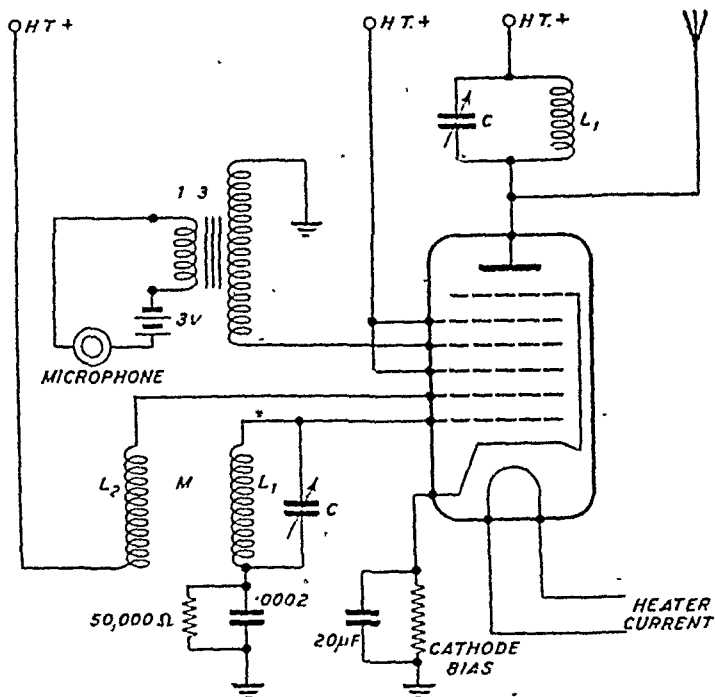 HT+
HT.+
HT.+
C
L1
1 3
3V
MICROPHONE
*
L2
M
L1
C
.0002
50,000 Ω
20µF
CATHODE
BIAS
HEATER
CURRENT